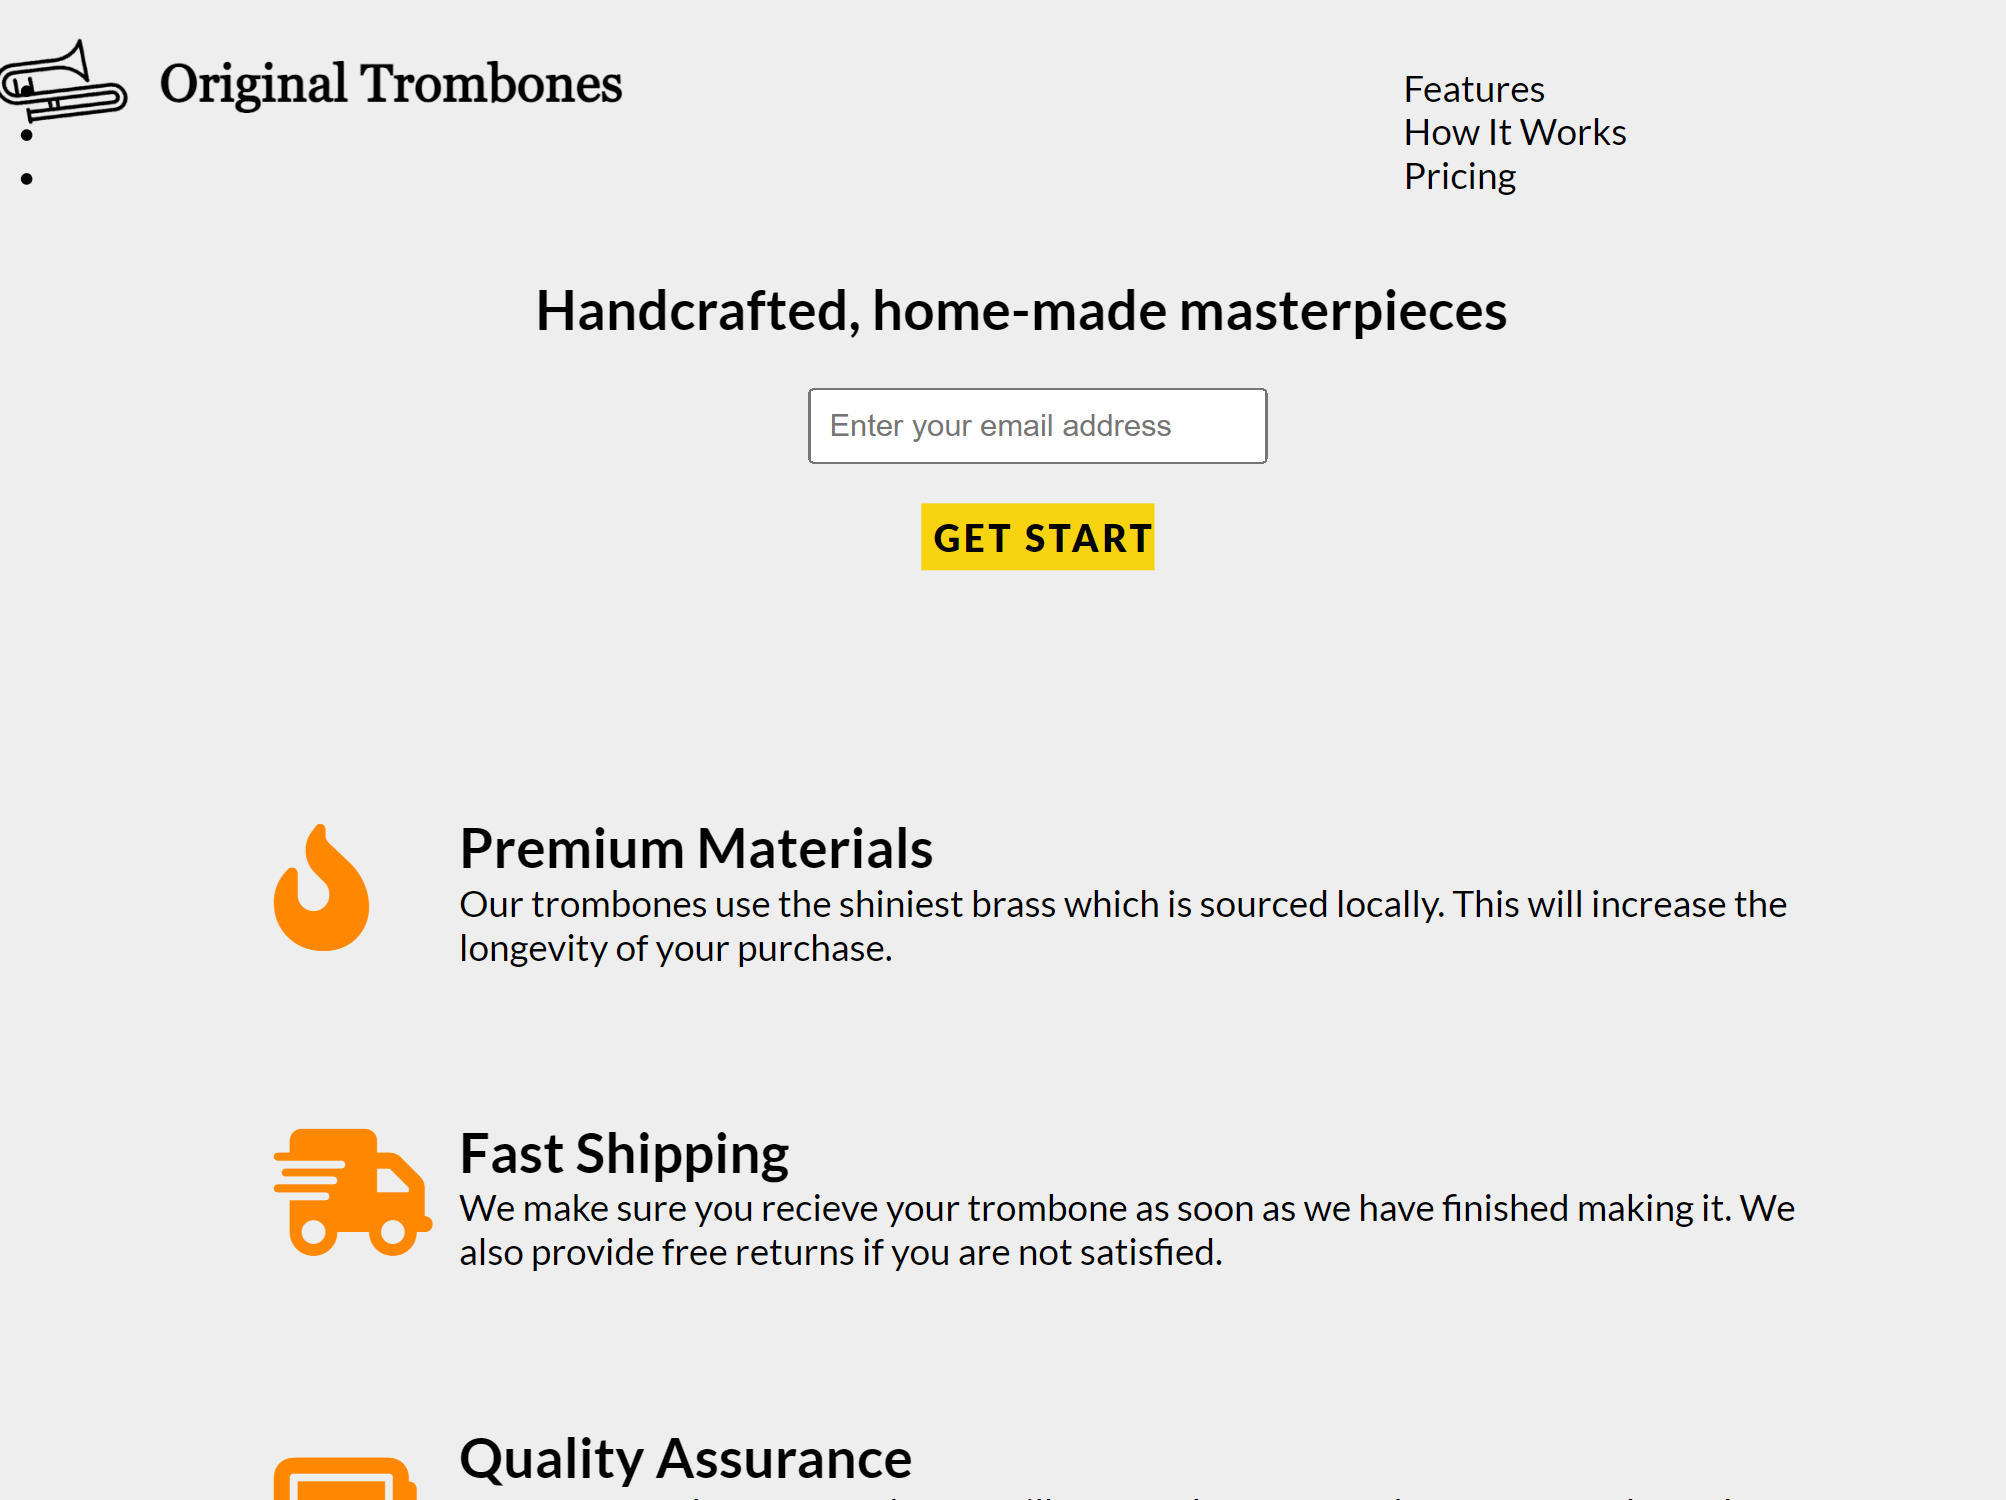 Original Trombones
Features
How It Works
Pricing
Handcrafted, home-made masterpieces
Enter your email address
GET START
Premium Materials
Our trombones use the shiniest brass which is sourced locally. This will increase the
longevity of your purchase.
Fast Shipping
We make sure you recieve your trombone as soon as we have finished making it. We
also provide free returns if you are not satisfied.
Quality Assurance